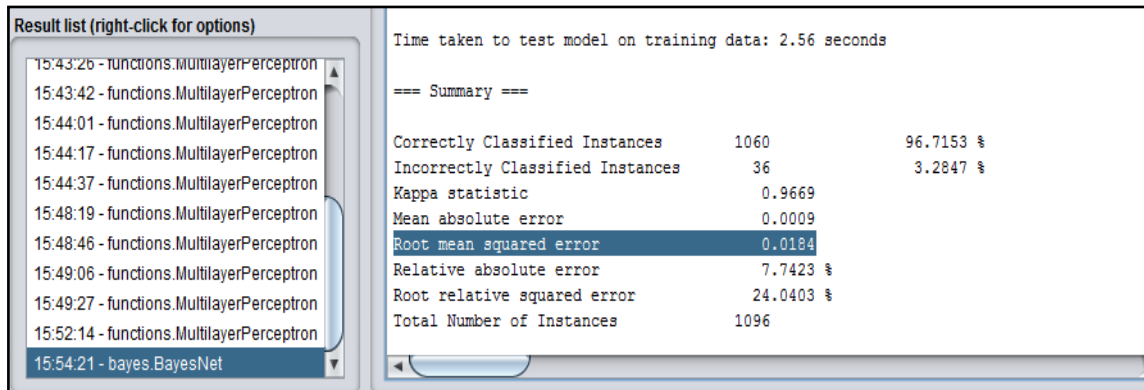 Result list (right-click for options)
15:43:26 - functions.MultilayerPerceptron
15:43:42 - functions.MultilayerPerceptron
15:44:01 - functions.MultilayerPerceptron
15:44:17 - functions.MultilayerPerceptron
15:44:37 - functions.MultilayerPerceptron
15:48:19 - functions.MultilayerPerceptron
15:48:46 - functions.MultilayerPerceptron
15:49:06 - functions.MultilayerPerceptron
15:49:27 - functions.MultilayerPerceptron
15:52:14 - functions.MultilayerPerceptron
15:54:21 - bayes.BayesNet
Time taken to test model on training data: 2.56 seconds
=== Summary ===
Correctly Classified Instances 1060 96.7153 %
Incorrectly Classified Instances 36 3.2847 %
Kappa statistic 0.9669
Mean absolute error 0.0009
Root mean squared error 0.0184
Relative absolute error 7.7423 %
Root relative squared error 24.0403 %
Total Number of Instances 1096